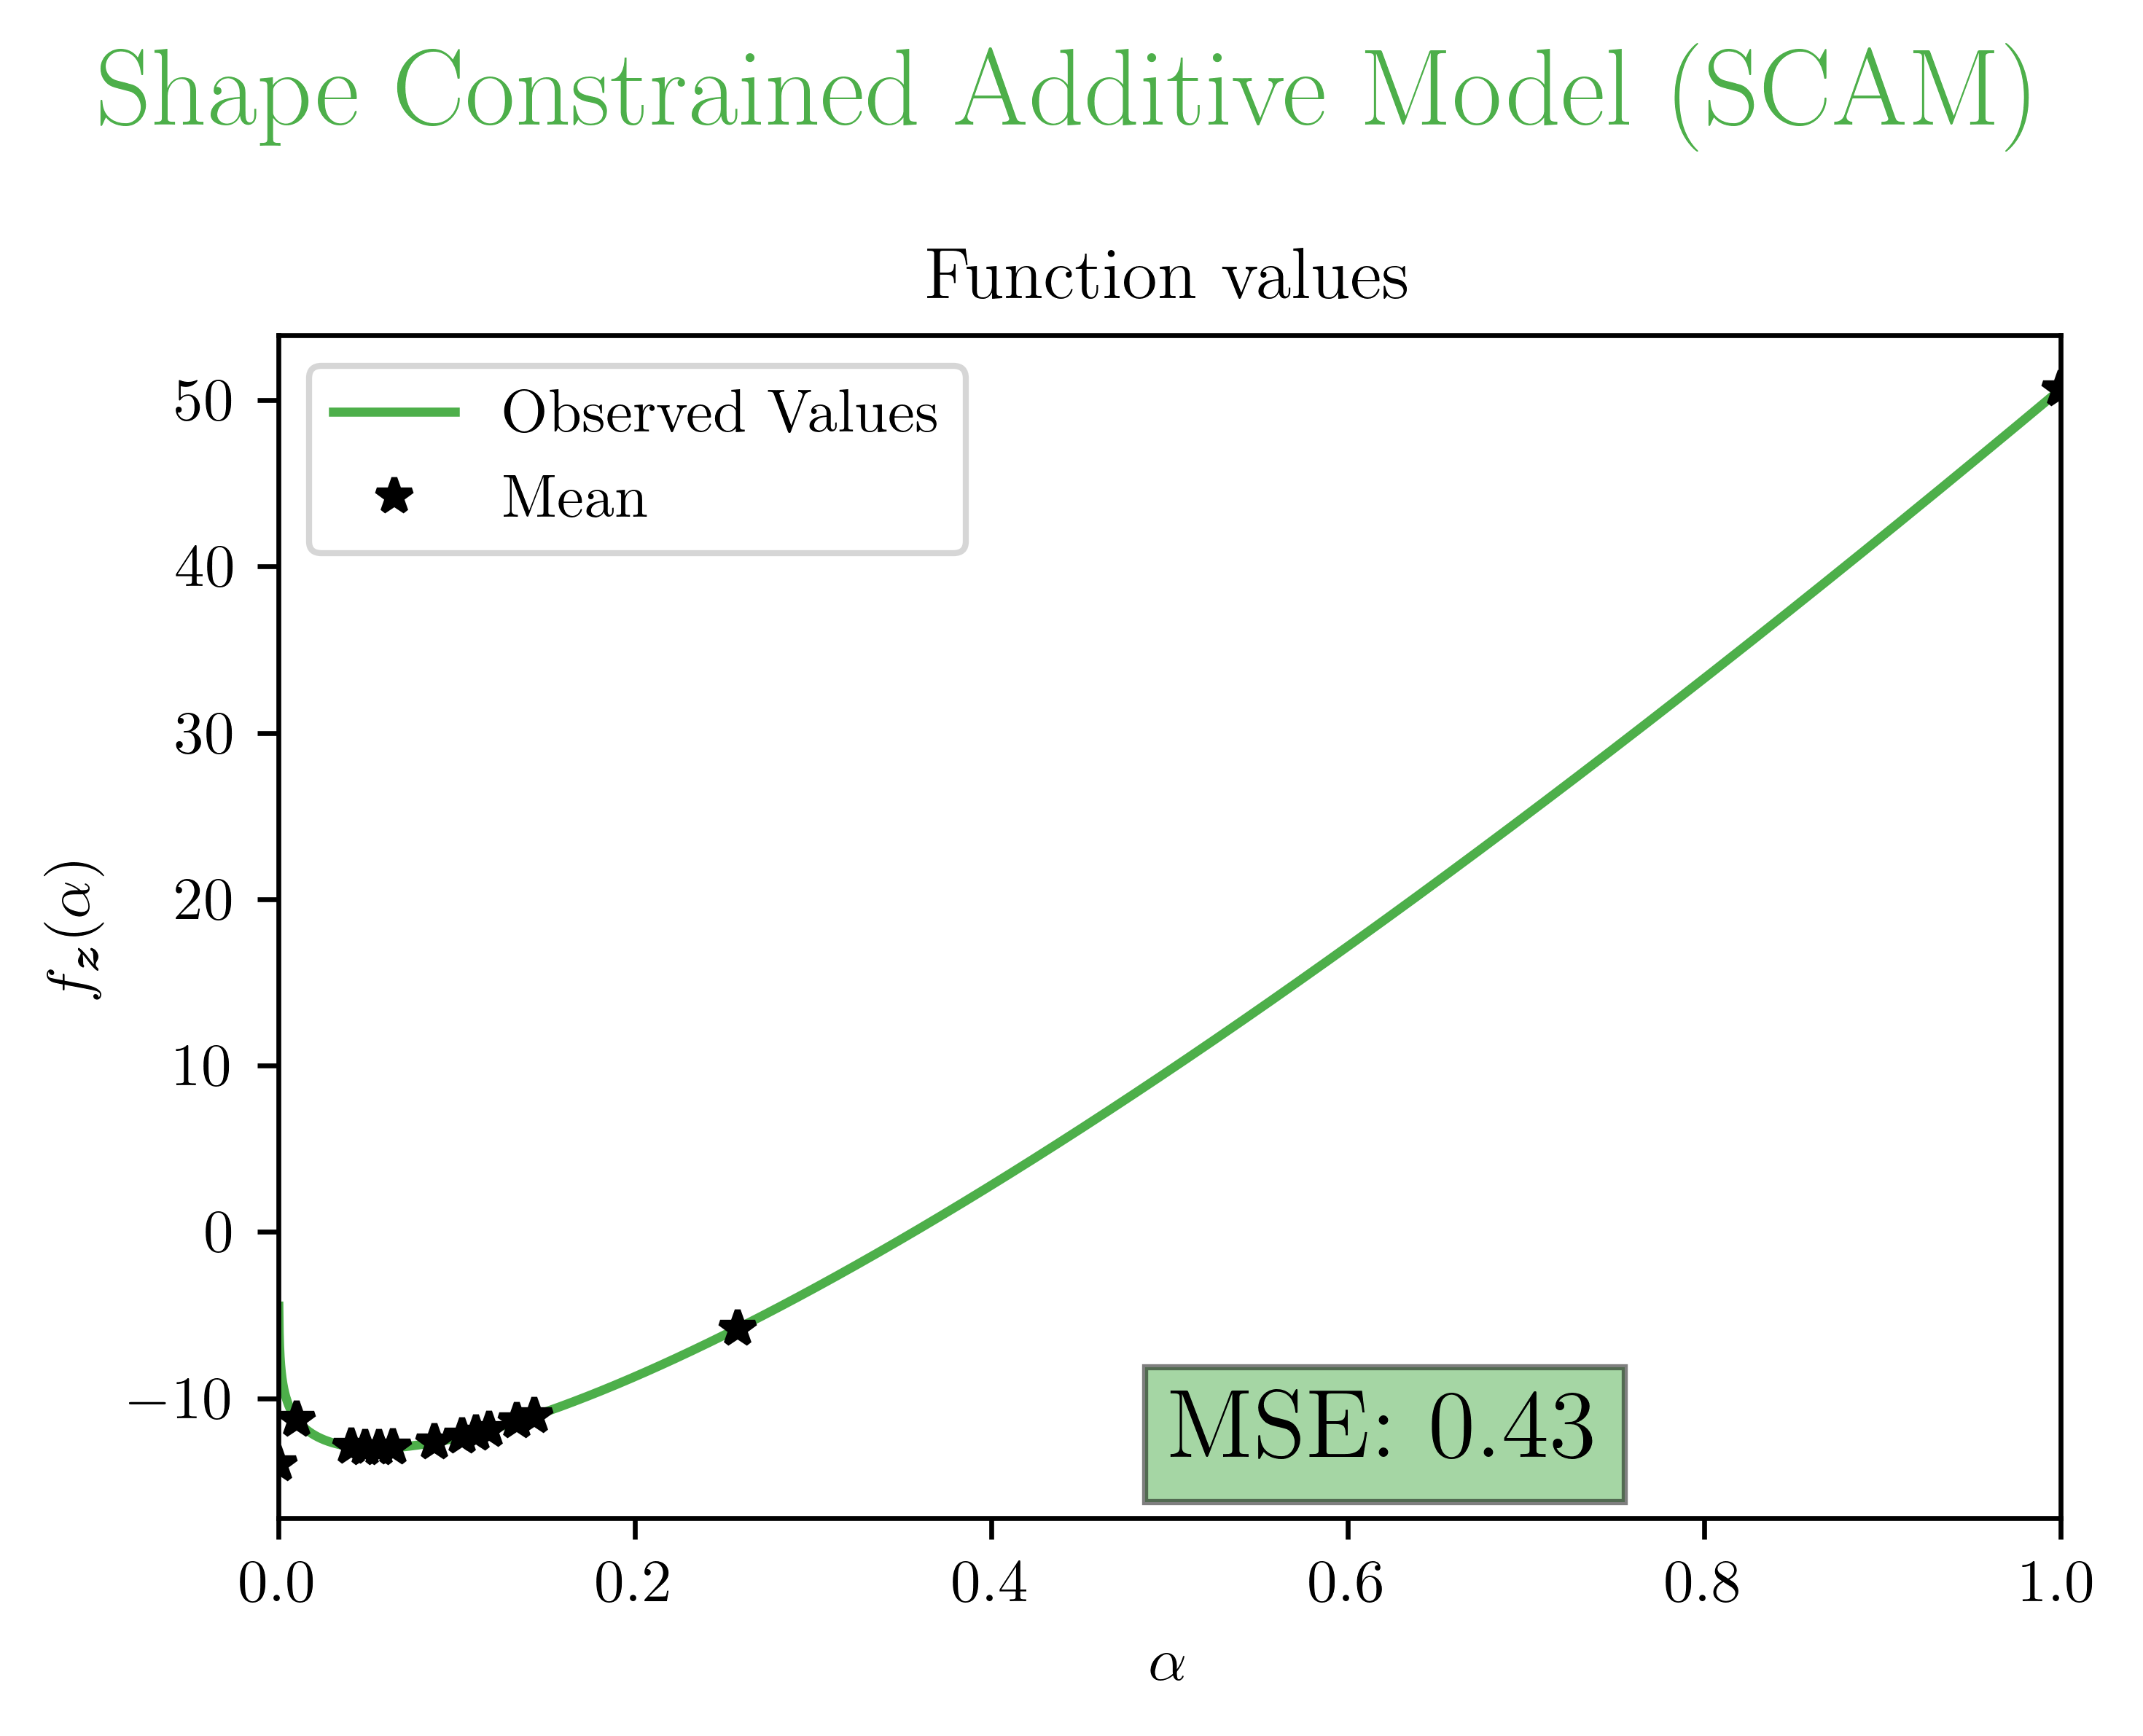 Shape Constrained Additive Model (SCAM)
Function values
Observed Values
Mean
50
40
30
20
10
0
−10
f_z(α)
MSE: 0.43
0.0 0.2 0.4 0.6 0.8 1.0
α